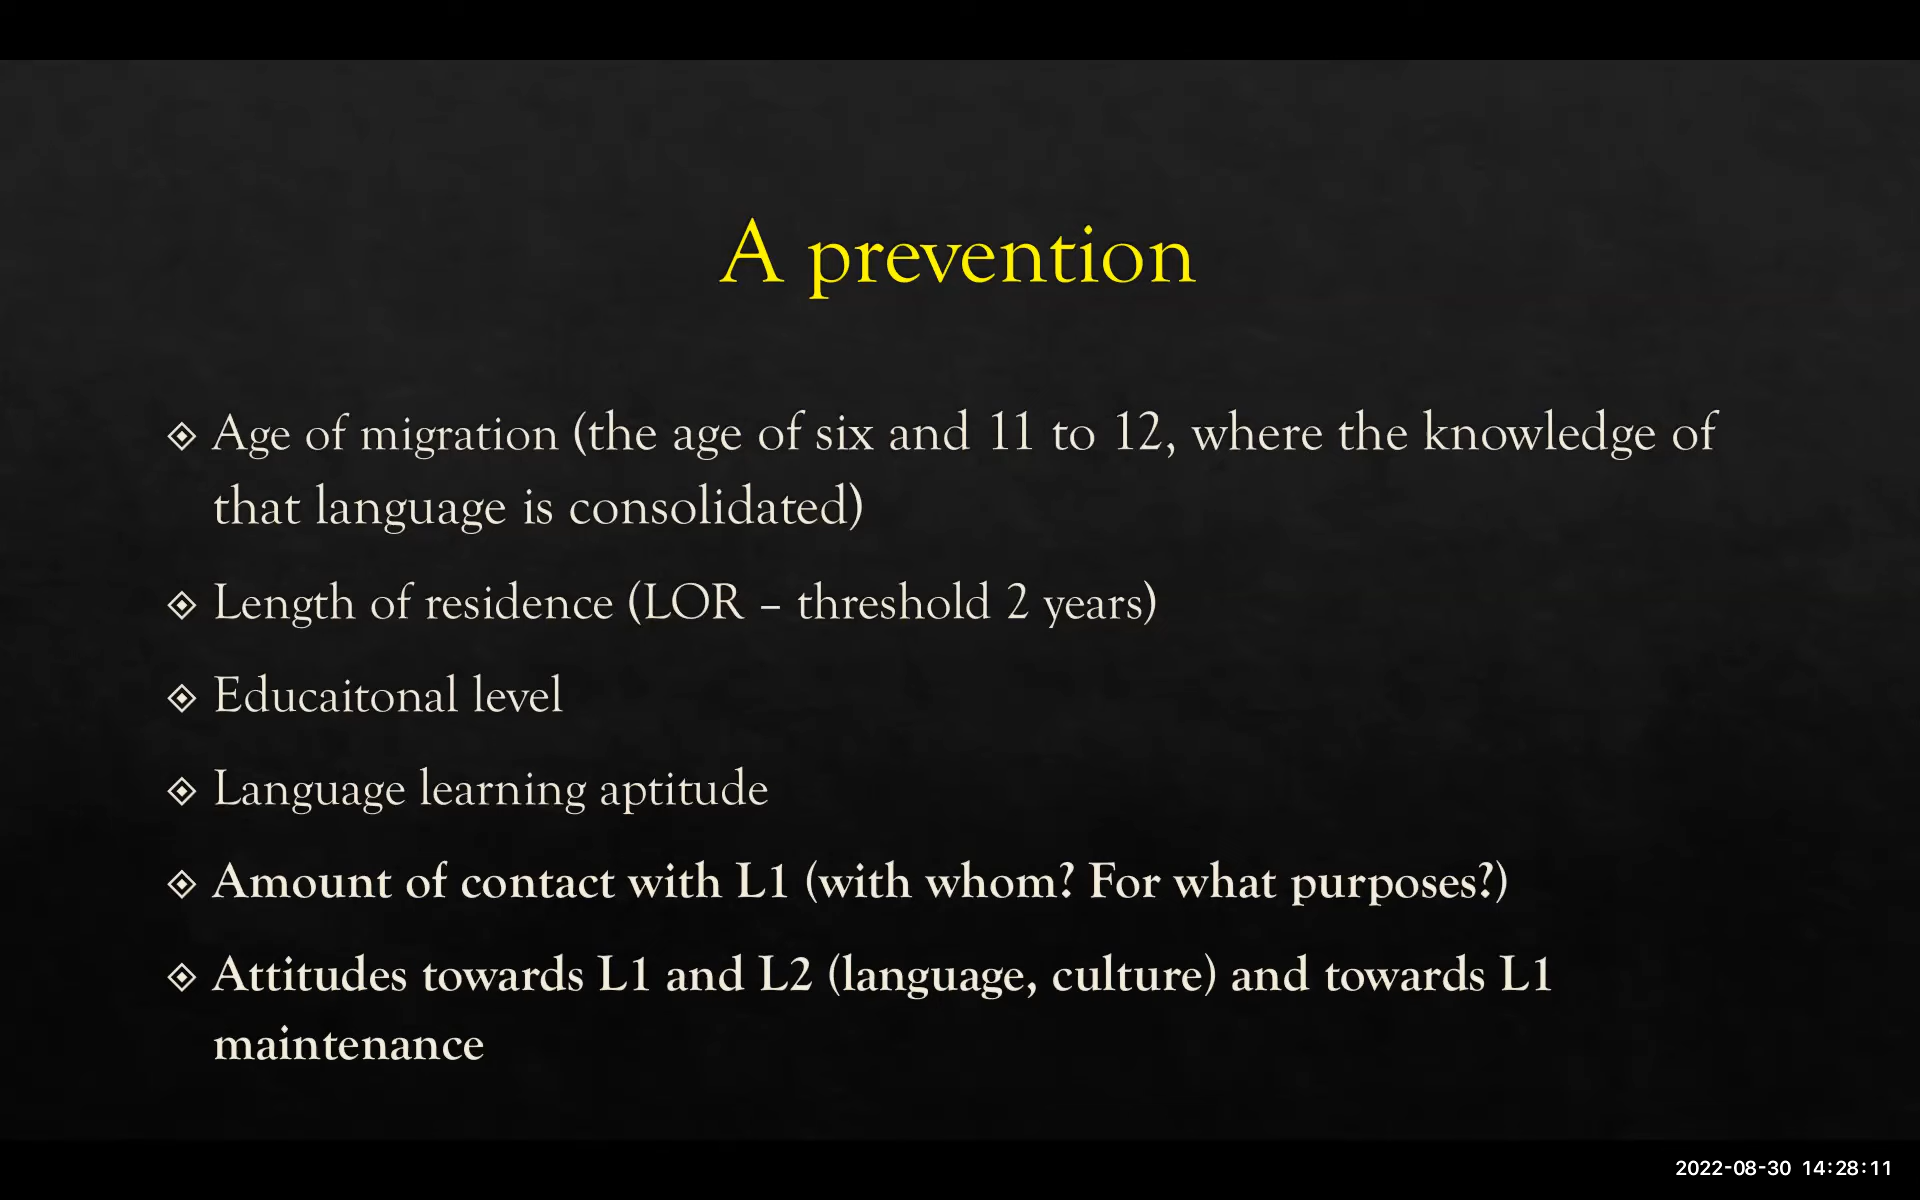 A prevention
Age of migration (the age of six and 11 to 12, where the knowledge of
that language is consolidated)
Length of residence (LOR – threshold 2 years)
Educaitonal level
Language learning aptitude
Amount of contact with L1 (with whom? For what purposes?)
Attitudes towards L1 and L2 (language, culture) and towards L1
maintenance
2022-08-30 14:28:11